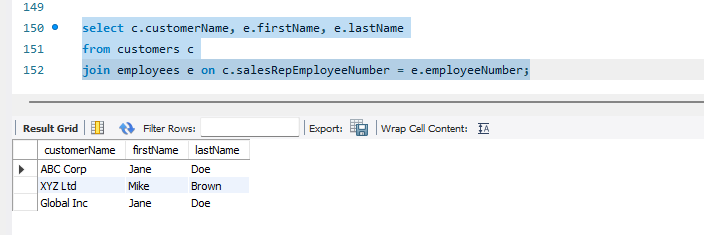 149
150 select c.customerName, e.firstName, e.lastName
151 from customers c
152 join employees e on c.salesRepEmployeeNumber = e.employeeNumber;
Result Grid Filter Rows: Export: Wrap Cell Content: IA
customerName firstName lastName
ABC Corp Jane Doe
XYZ Ltd Mike Brown
Global Inc Jane Doe